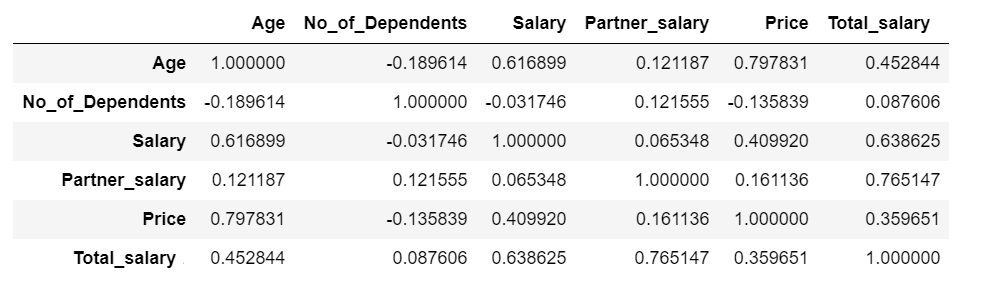 Age No_of_Dependents Salary Partner_salary Price Total_salary
Age 1.000000 -0.189614 0.616899 0.121187 0.797831 0.452844
No_of_Dependents -0.189614 1.000000 -0.031746 0.121555 -0.135839 0.087606
Salary 0.616899 -0.031746 1.000000 0.065348 0.409920 0.638625
Partner_salary 0.121187 0.121555 0.065348 1.000000 0.161136 0.765147
Price 0.797831 -0.135839 0.409920 0.161136 1.000000 0.359651
Total_salary 0.452844 0.087606 0.638625 0.765147 0.359651 1.000000